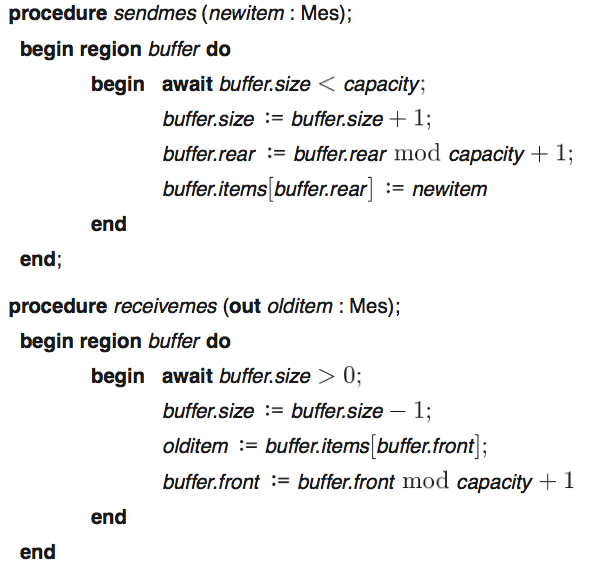 procedure sendmes (newitem : Mes);
begin region buffer do
begin await buffer.size < capacity;
buffer.size := buffer.size + 1;
buffer.rear := buffer.rear mod capacity + 1;
buffer.items[buffer.rear] := newitem
end
end;
procedure receivemes (out olditem : Mes);
begin region buffer do
begin await buffer.size > 0;
buffer.size := buffer.size − 1;
olditem := buffer.items[buffer.front];
buffer.front := buffer.front mod capacity + 1
end
end